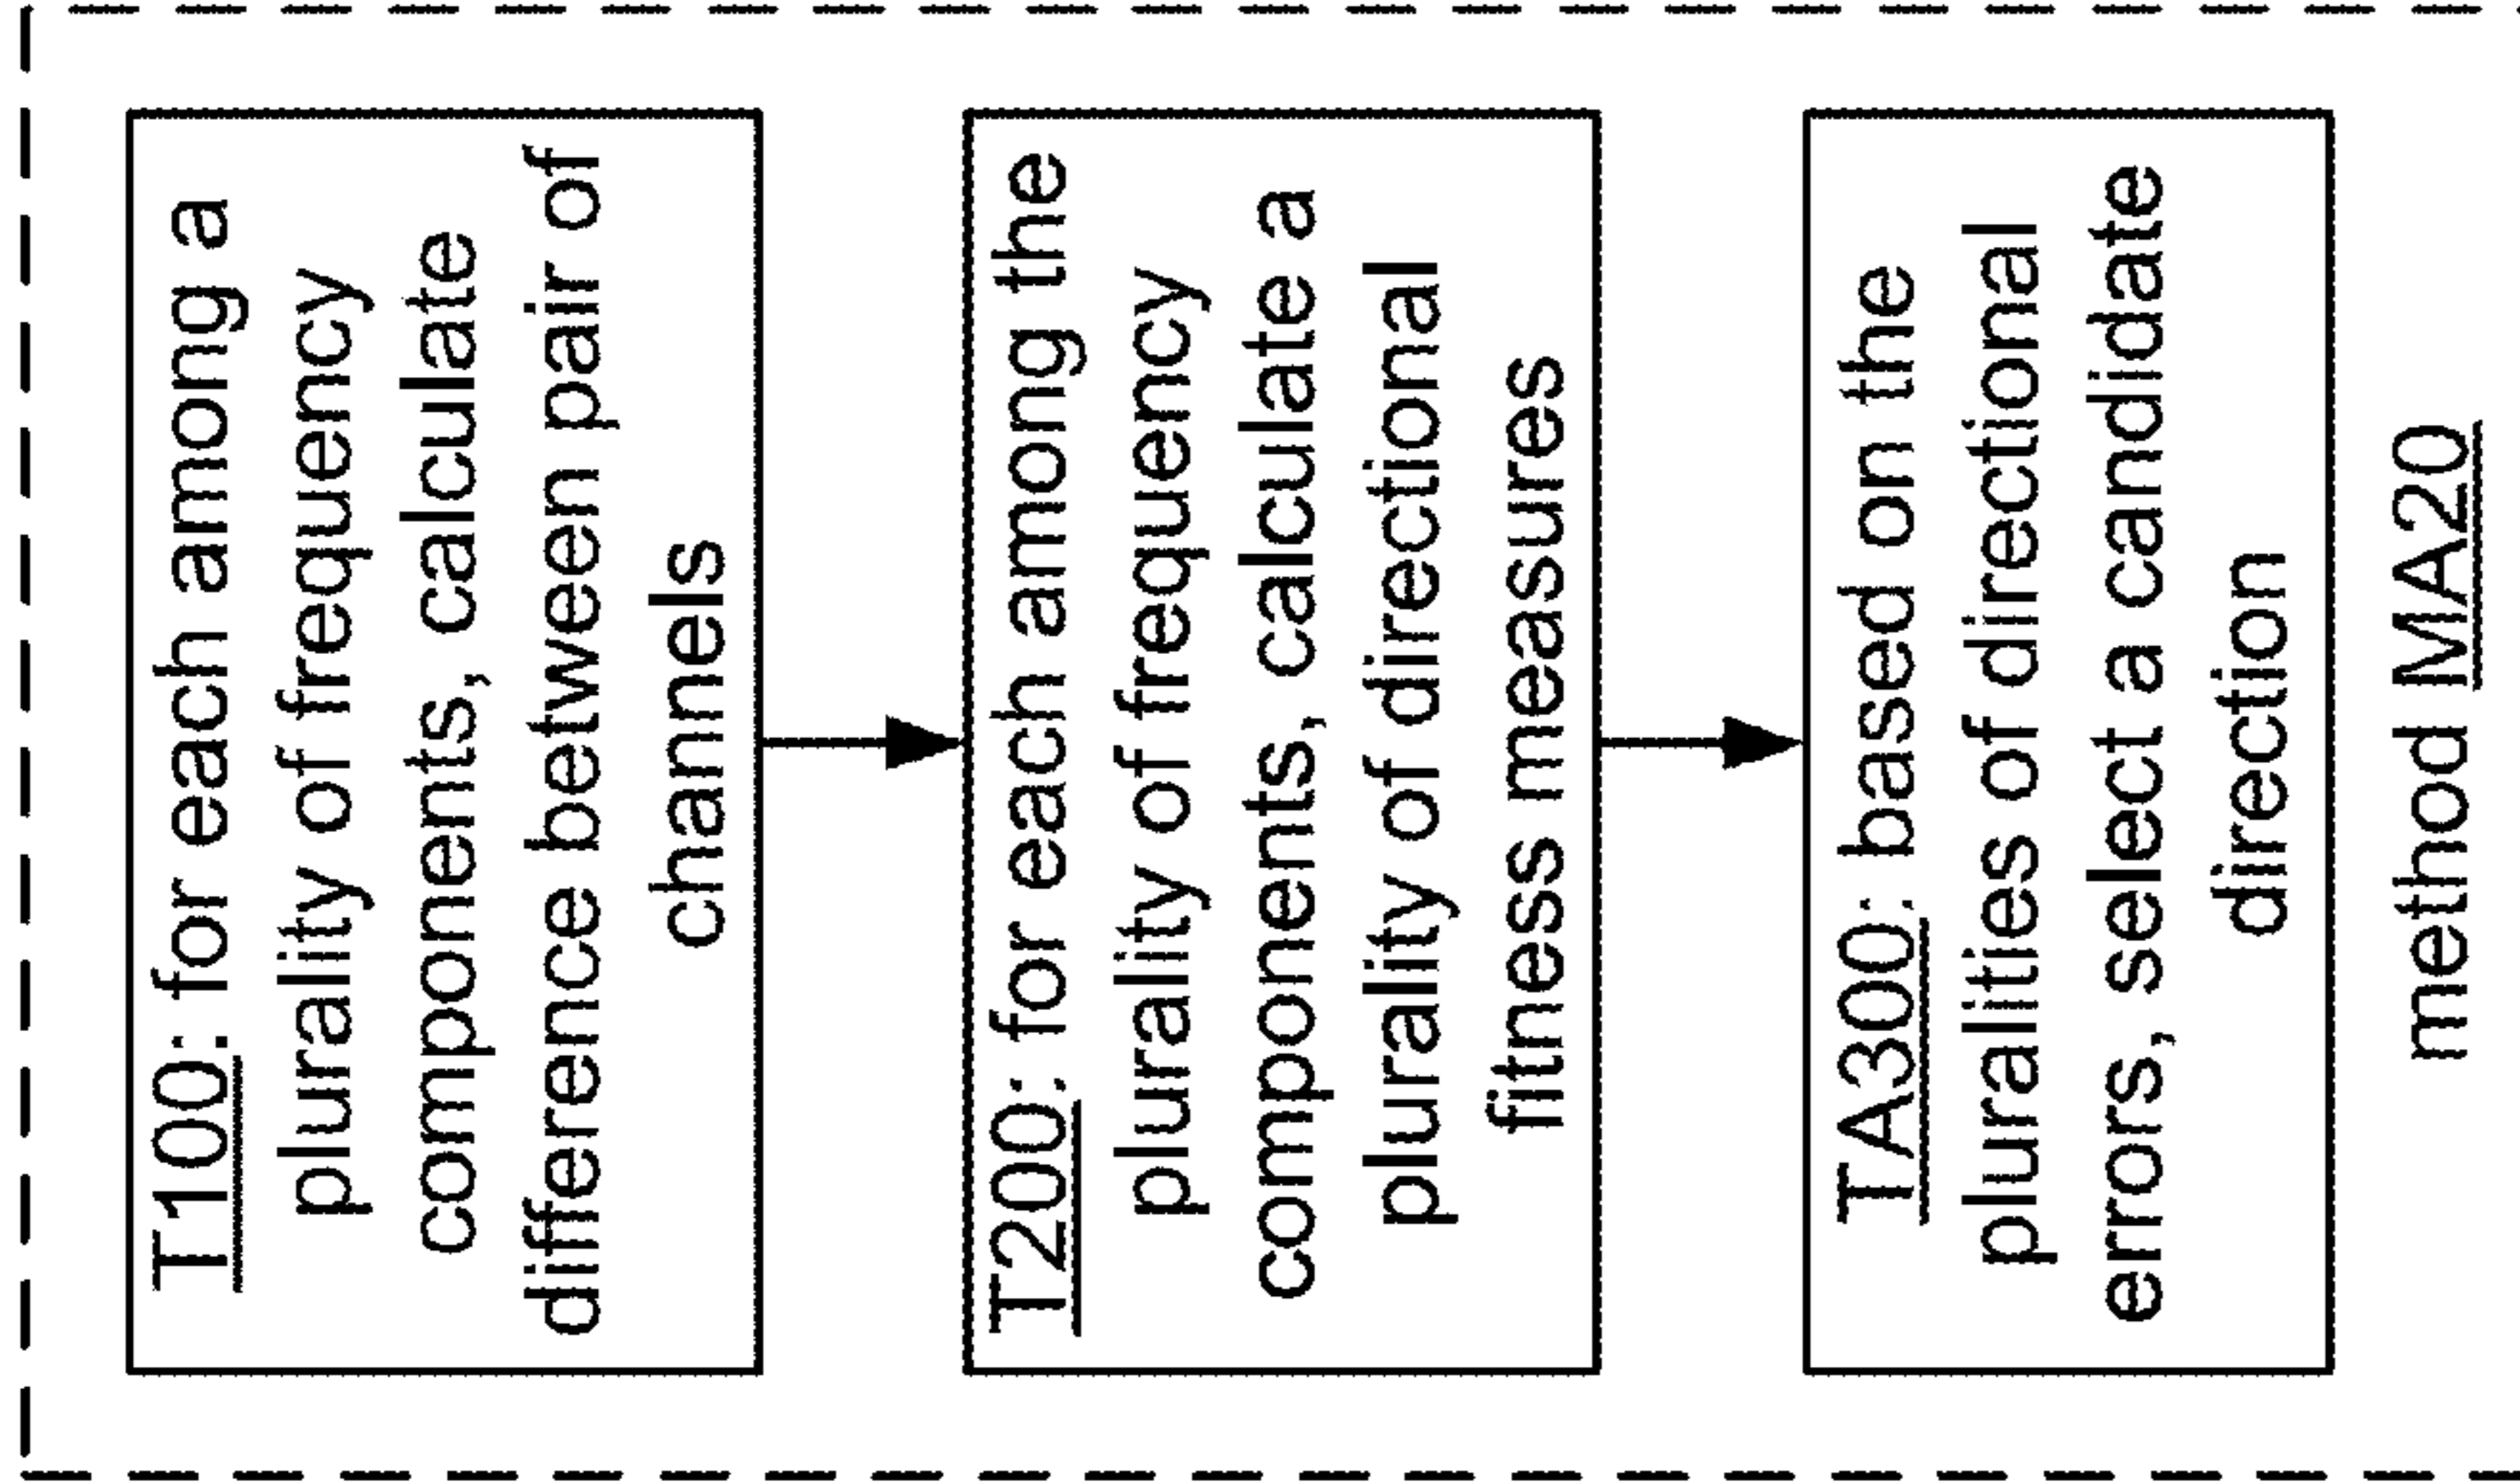 T100: for each among a
plurality of frequency
components, calculate
difference between pair of
channels
T200: for each among the
plurality of frequency
components, calculate a
plurality of directional
fitness measures
TA300: based on the
pluralities of directional
errors, select a candidate
direction
method MA20